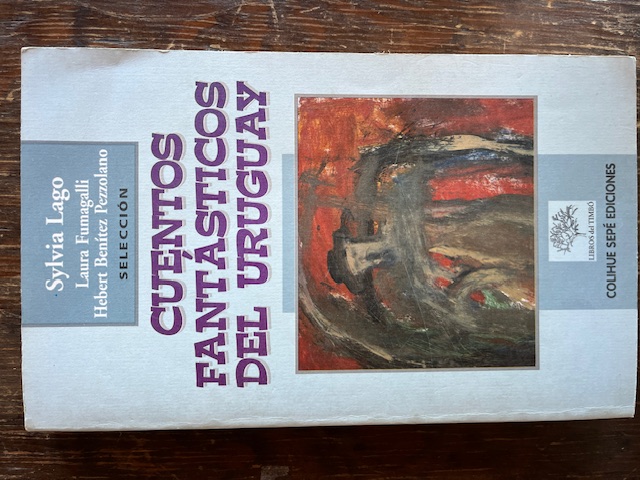 Sylvia Lago
Laura Fumagalli
Hebert Benítez Pezzolano
SELECCIÓN
CUENTOS
FANTÁSTICOS
DEL URUGUAY
LIBROS del TIMBÓ
COLIHUE SEPÉ EDICIONES